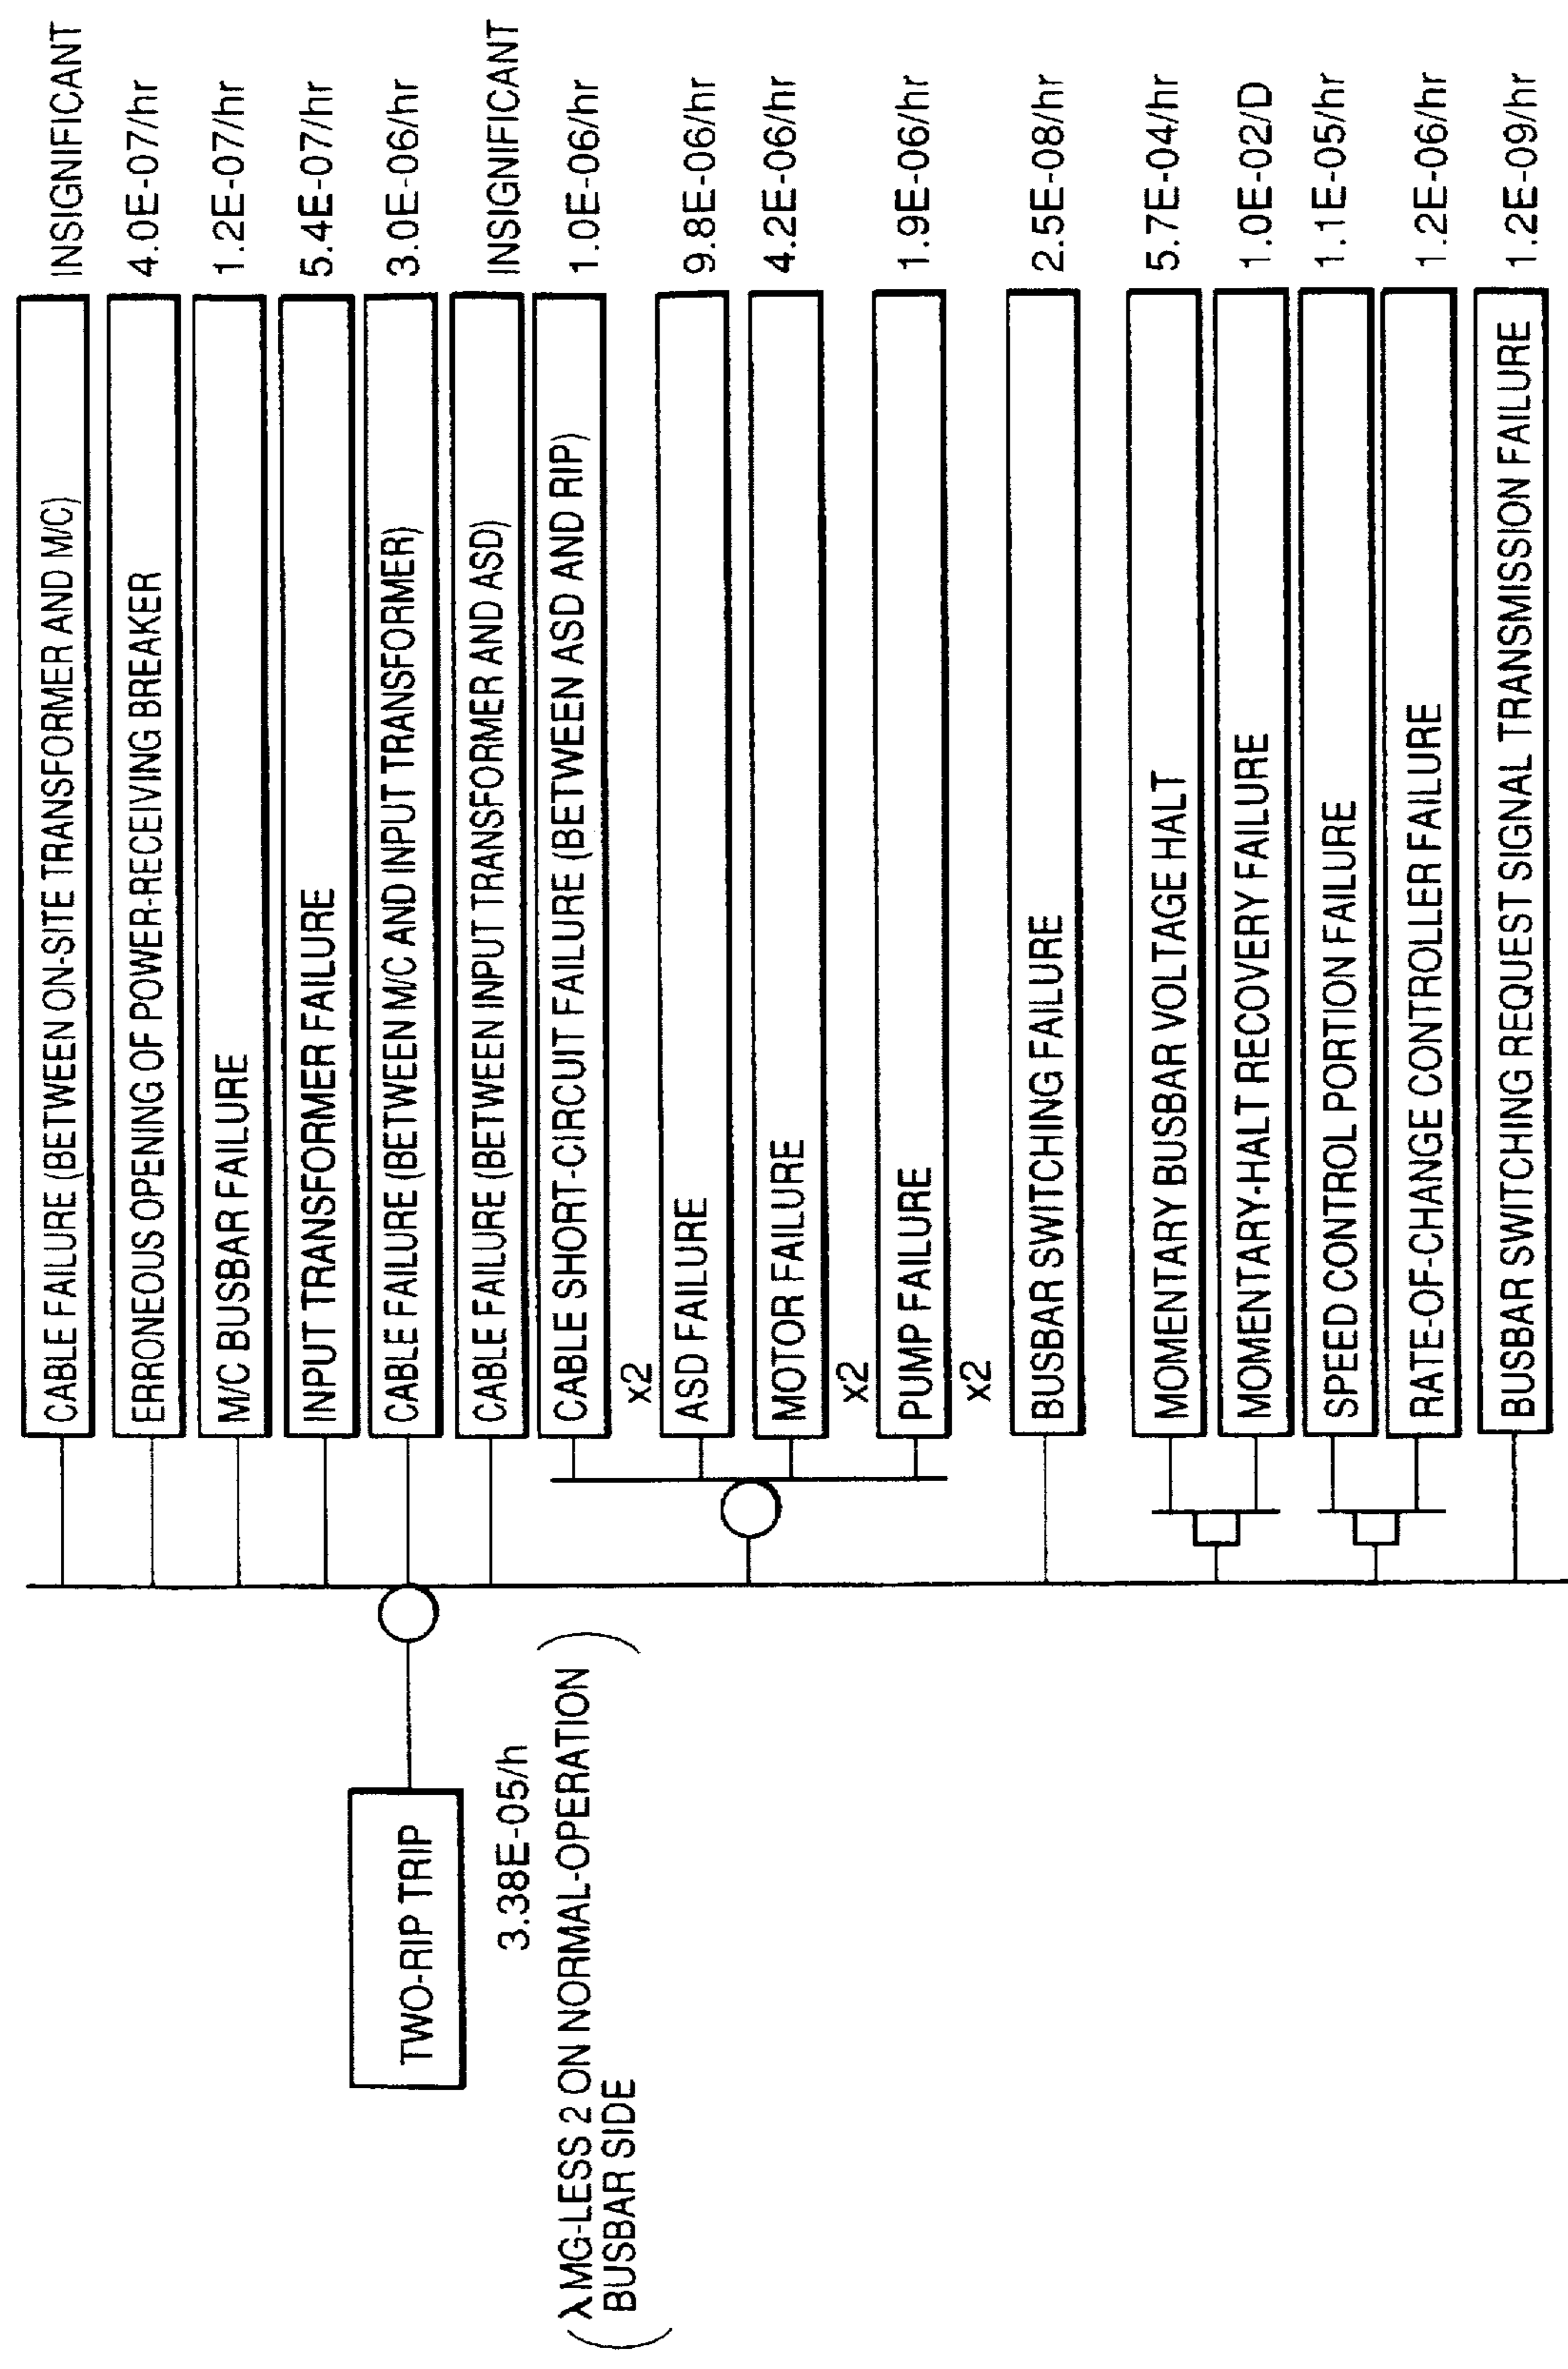 CABLE FAILURE (BETWEEN ON-SITE TRANSFORMER AND M/C) INSIGNIFICANT
ERRONEOUS OPENING OF POWER-RECEIVING BREAKER 4.0E-07/hr
M/C BUSBAR FAILURE 1.2E-07/hr
INPUT TRANSFORMER FAILURE 5.4E-07/hr
CABLE FAILURE (BETWEEN M/C AND INPUT TRANSFORMER) 3.0E-06/hr
CABLE FAILURE (BETWEEN INPUT TRANSFORMER AND ASD) INSIGNIFICANT
CABLE SHORT-CIRCUIT FAILURE (BETWEEN ASD AND RIP) 1.0E-06/hr
x2
ASD FAILURE 9.8E-06/hr
MOTOR FAILURE 4.2E-06/hr
x2
PUMP FAILURE 1.9E-06/hr
x2
BUSBAR SWITCHING FAILURE 2.5E-08/hr
MOMENTARY BUSBAR VOLTAGE HALT 5.7E-04/hr
MOMENTARY-HALT RECOVERY FAILURE 1.0E-02/D
SPEED CONTROL PORTION FAILURE 1.1E-05/hr
RATE-OF-CHANGE CONTROLLER FAILURE 1.2E-06/hr
BUSBAR SWITCHING REQUEST SIGNAL TRANSMISSION FAILURE 1.2E-09/hr
TWO-RIP TRIP
3.38E-05/h
(λ MG-LESS 2 ON NORMAL-OPERATION
BUSBAR SIDE)